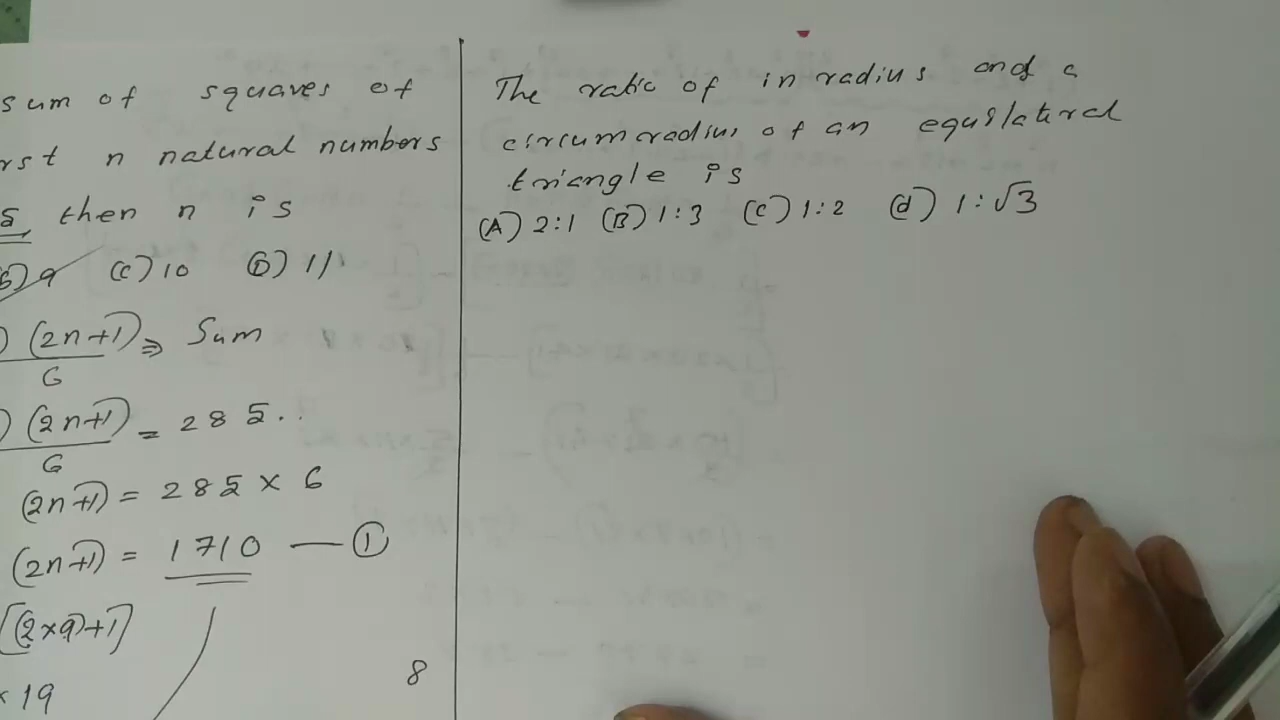 sum of squares of
rst n natural numbers
5, then n is
B) 9 (C) 10 (D) 11
) (2n+1) ⇒ Sum
6
) (2n+1) = 285..
6
(2n+1) = 285 × 6
(2n+1) = 1710 — ①
[(2×9)+1]
× 19
8
The ratio of in radius and a
circumradius of an equilateral
triangle is
(A) 2:1 (B) 1:3 (C) 1:2 (d) 1:√3